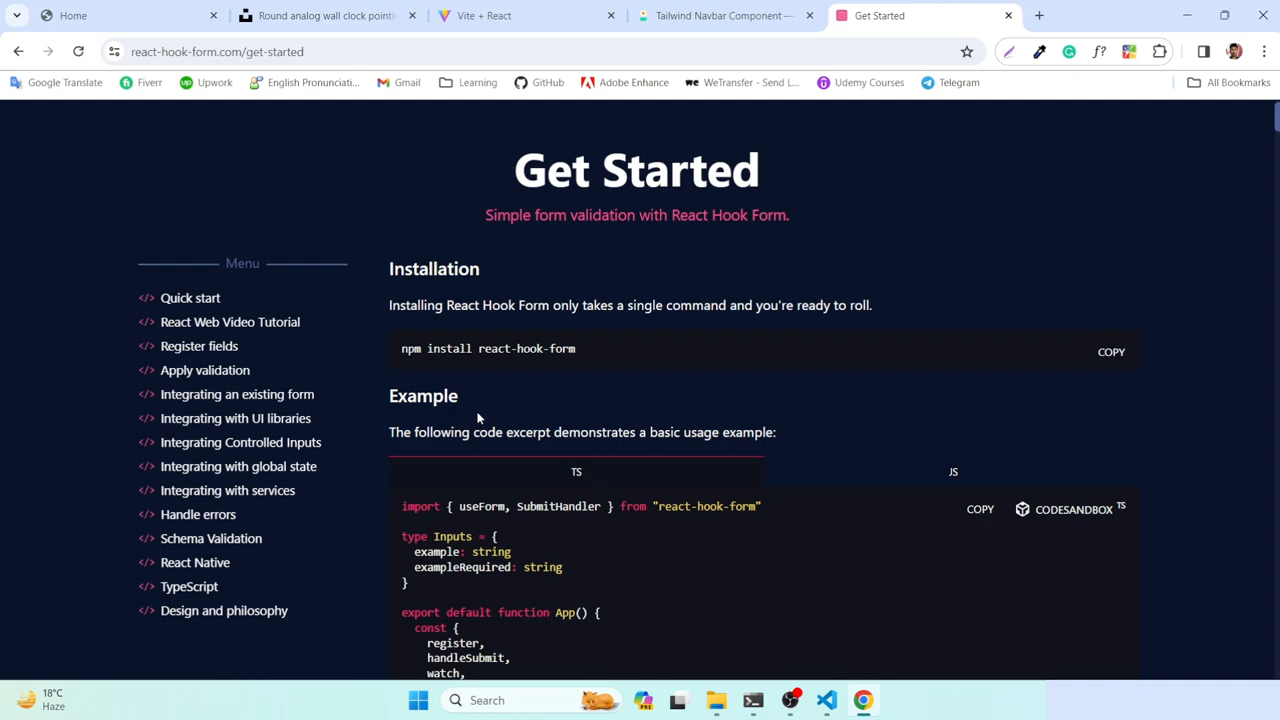 Home
Round analog wall clock pointi
Vite + React
Tailwind Navbar Component —
Get Started
react-hook-form.com/get-started
Google Translate
Fiverr
Upwork
English Pronunciati...
Gmail
Learning
GitHub
Adobe Enhance
WeTransfer - Send L...
Udemy Courses
Telegram
All Bookmarks
Get Started
Simple form validation with React Hook Form.
Menu
</> Quick start
</> React Web Video Tutorial
</> Register fields
</> Apply validation
</> Integrating an existing form
</> Integrating with UI libraries
</> Integrating Controlled Inputs
</> Integrating with global state
</> Integrating with services
</> Handle errors
</> Schema Validation
</> React Native
</> TypeScript
</> Design and philosophy
Installation
Installing React Hook Form only takes a single command and you're ready to roll.
npm install react-hook-form
COPY
Example
The following code excerpt demonstrates a basic usage example:
TS
JS
import { useForm, SubmitHandler } from "react-hook-form"
COPY
CODESANDBOX TS
type Inputs = {
example: string
exampleRequired: string
}
export default function App() {
const {
register,
handleSubmit,
watch,
18°C
Haze
Search
PRE